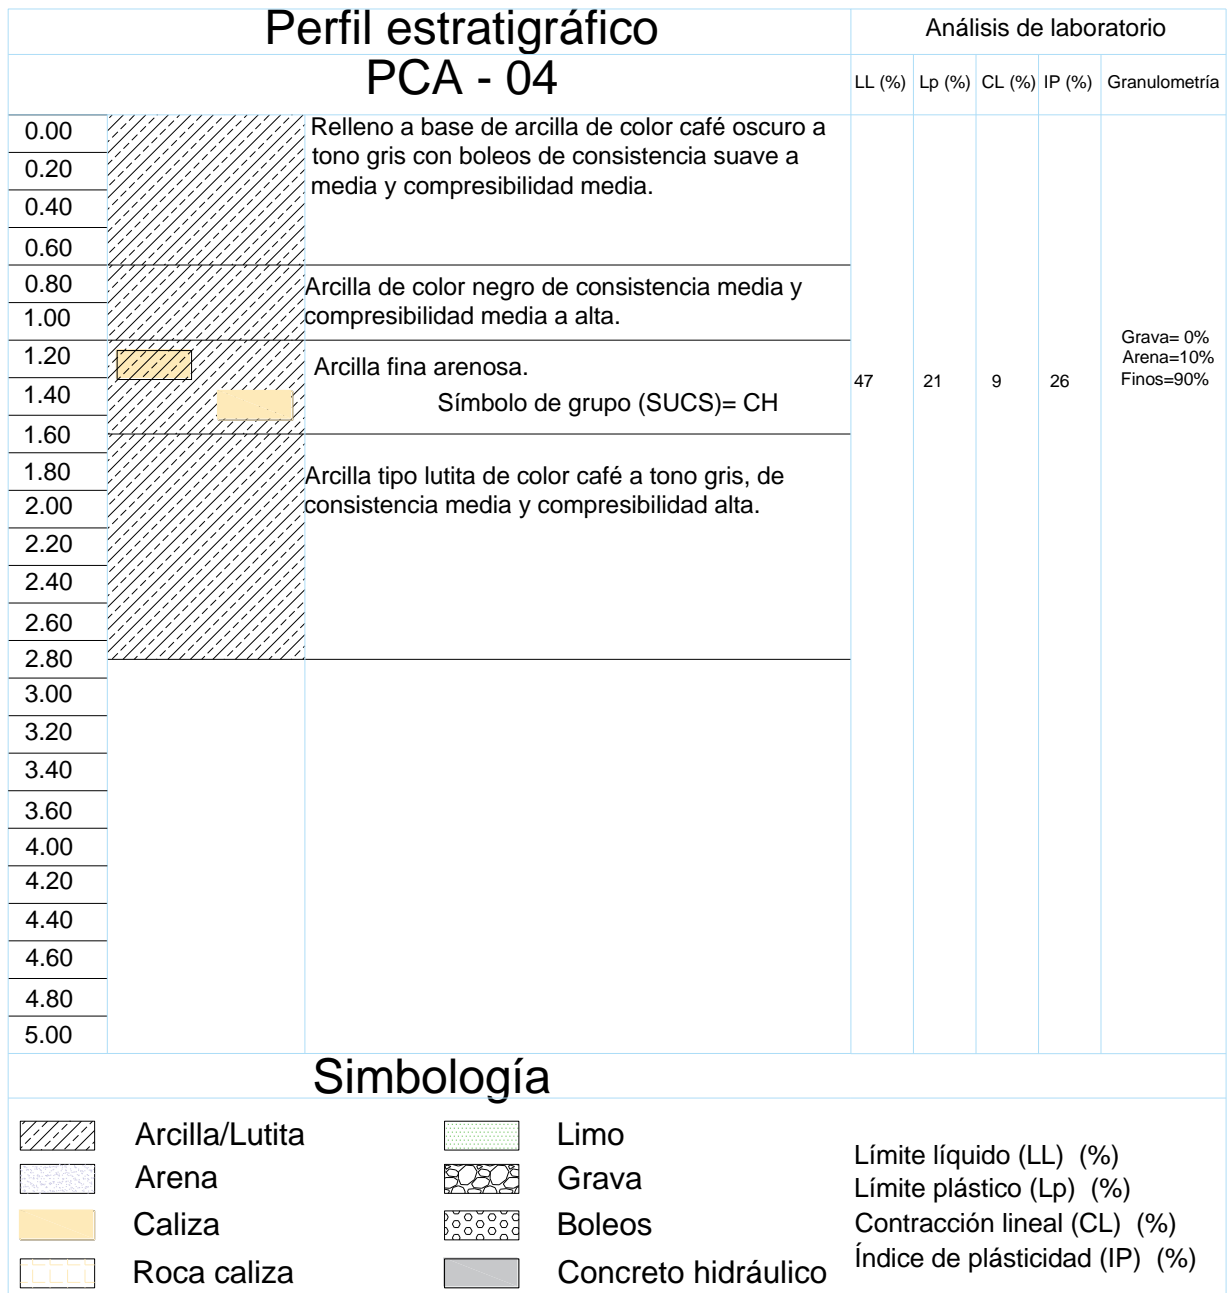 Perfil estratigráfico
Análisis de laboratorio
PCA - 04
LL (%) Lp (%) CL (%) IP (%) Granulometría
0.00
0.20
0.40
0.60
0.80
1.00
1.20
1.40
1.60
1.80
2.00
2.20
2.40
2.60
2.80
3.00
3.20
3.40
3.60
4.00
4.20
4.40
4.60
4.80
5.00
Relleno a base de arcilla de color café oscuro a
tono gris con boleos de consistencia suave a
media y compresibilidad media.
Arcilla de color negro de consistencia media y
compresibilidad media a alta.
Arcilla fina arenosa.
Símbolo de grupo (SUCS)= CH
Arcilla tipo lutita de color café a tono gris, de
consistencia media y compresibilidad alta.
47 21 9 26
Grava= 0%
Arena=10%
Finos=90%
Simbología
Arcilla/Lutita
Arena
Caliza
Roca caliza
Limo
Grava
Boleos
Concreto hidráulico
Límite líquido (LL) (%)
Límite plástico (Lp) (%)
Contracción lineal (CL) (%)
Índice de plásticidad (IP) (%)